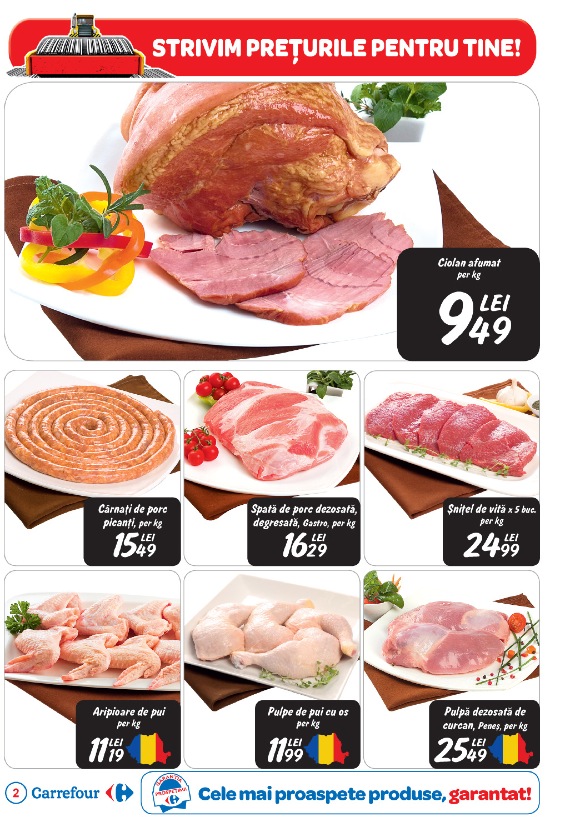 STRIVIM PREȚURILE PENTRU TINE!
Ciolan afumat
per kg
9 LEI 49
Cârnați de porc
picanți, per kg
15 LEI 49
Spată de porc dezosată,
degresată, Gastro, per kg
16 LEI 29
Șnițel de vită x 5 buc.
per kg
24 LEI 99
Aripioare de pui
per kg
11 LEI 19
Pulpe de pui cu os
per kg
11 LEI 99
Pulpă dezosată de
curcan, Penes, per kg
25 LEI 49
2 Carrefour
GARANȚIA
PROSPEȚIMII
Cele mai proaspete produse, garantat!